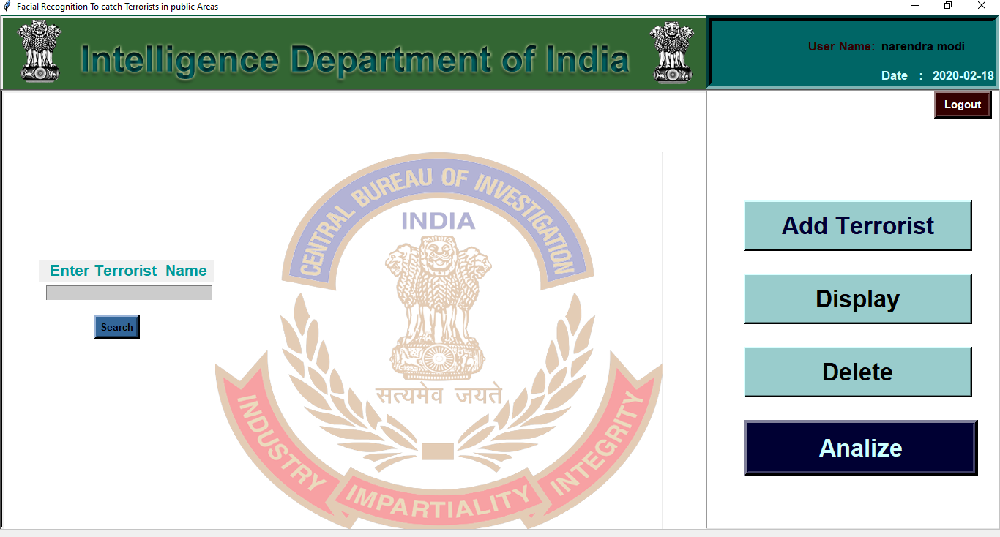 Facial Recognition To catch Terrorists in public Areas
Intelligence Department of India
User Name: narendra modi
Date : 2020-02-18
Logout
CENTRAL BUREAU OF INVESTIGATION
INDIA
सत्यमेव जयते
INDUSTRY
IMPARTIALITY
INTEGRITY
Enter Terrorist Name
Search
Add Terrorist
Display
Delete
Analize